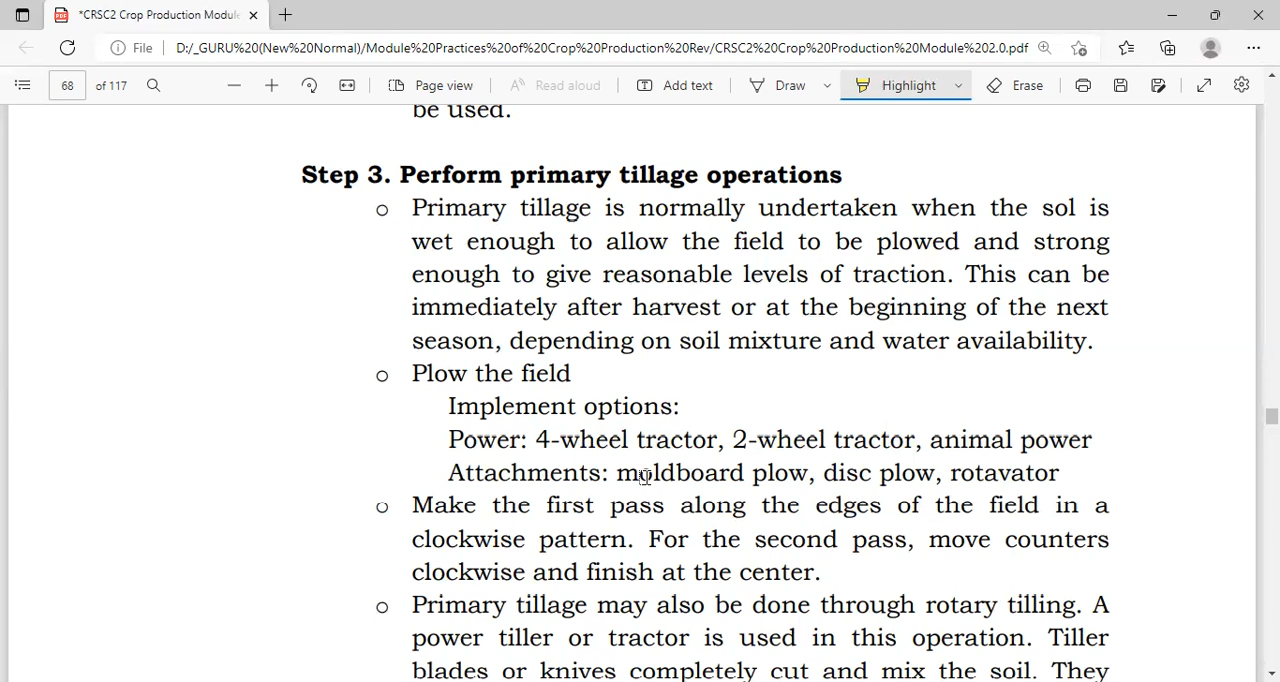 *CRSC2 Crop Production Module
File
D:/_GURU%20(New%20Normal)/Module%20Practices%20of%20Crop%20Production%20Rev/CRSC2%20Crop%20Production%20Module%202.0.pdf
68 of 117
Page view
Read aloud
Add text
Draw
Highlight
Erase
be used.
Step 3. Perform primary tillage operations
o Primary tillage is normally undertaken when the sol is
wet enough to allow the field to be plowed and strong
enough to give reasonable levels of traction. This can be
immediately after harvest or at the beginning of the next
season, depending on soil mixture and water availability.
o Plow the field
Implement options:
Power: 4-wheel tractor, 2-wheel tractor, animal power
Attachments: moldboard plow, disc plow, rotavator
o Make the first pass along the edges of the field in a
clockwise pattern. For the second pass, move counters
clockwise and finish at the center.
o Primary tillage may also be done through rotary tilling. A
power tiller or tractor is used in this operation. Tiller
blades or knives completely cut and mix the soil. They